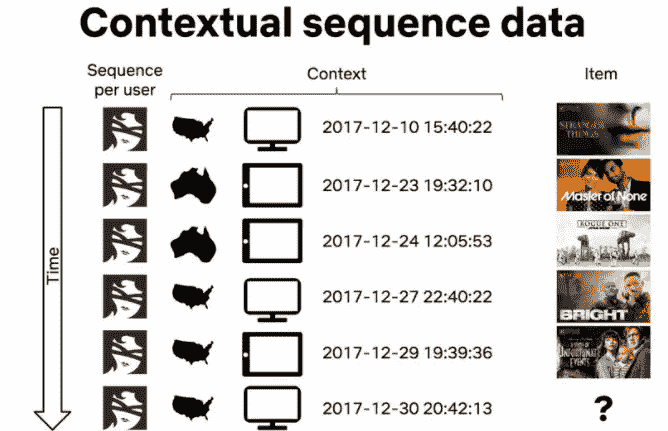 Contextual sequence data
Sequence
per user
Context
Item
Time
2017-12-10 15:40:22
STRANGER
THINGS
2017-12-23 19:32:10
Master of None
2017-12-24 12:05:53
ROGUE ONE
2017-12-27 22:40:22
BRIGHT
2017-12-29 19:39:36
UNFORTUNATE
EVENTS
2017-12-30 20:42:13
?